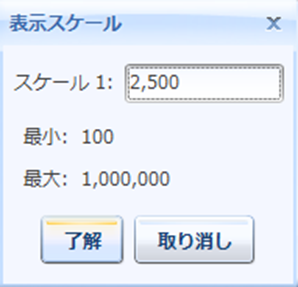 表示スケール
スケール 1: 2,500
最小: 100
最大: 1,000,000
了解 取り消し